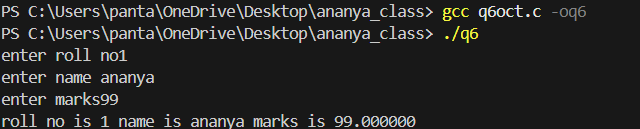 PS C:\Users\panta\OneDrive\Desktop\ananya_class> gcc q6oct.c -oq6
PS C:\Users\panta\OneDrive\Desktop\ananya_class> ./q6
enter roll no1
enter name ananya
enter marks99
roll no is 1 name is ananya marks is 99.000000